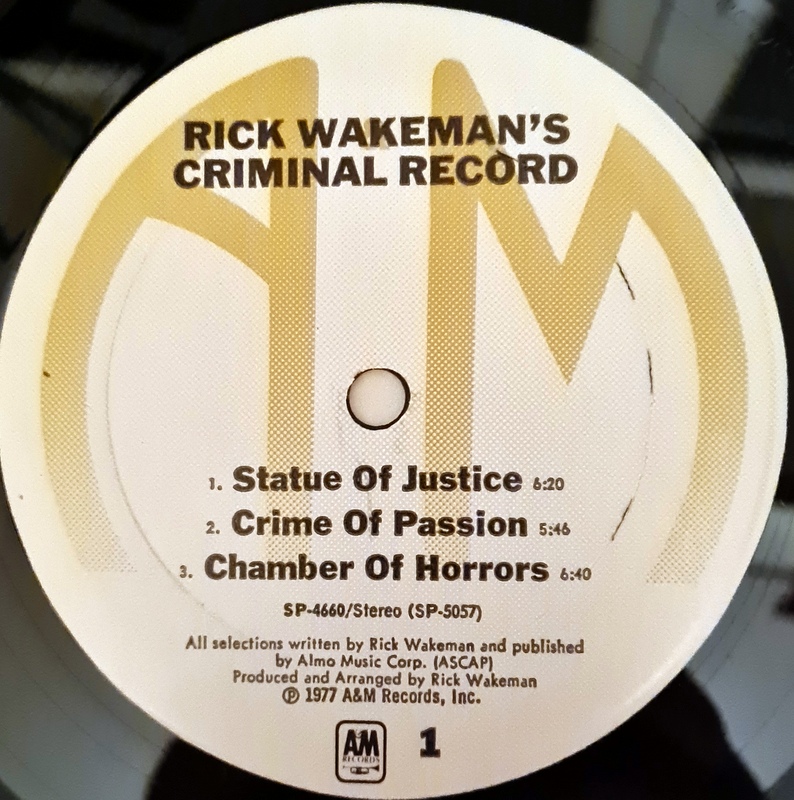 RICK WAKEMAN'S
CRIMINAL RECORD
1. Statue Of Justice 6:20
2. Crime Of Passion 5:46
3. Chamber Of Horrors 6:40
SP-4660/Stereo (SP-5057)
All selections written by Rick Wakeman and published
by Almo Music Corp. (ASCAP)
Produced and Arranged by Rick Wakeman
℗ 1977 A&M Records, Inc.
A&M
RECORDS
1